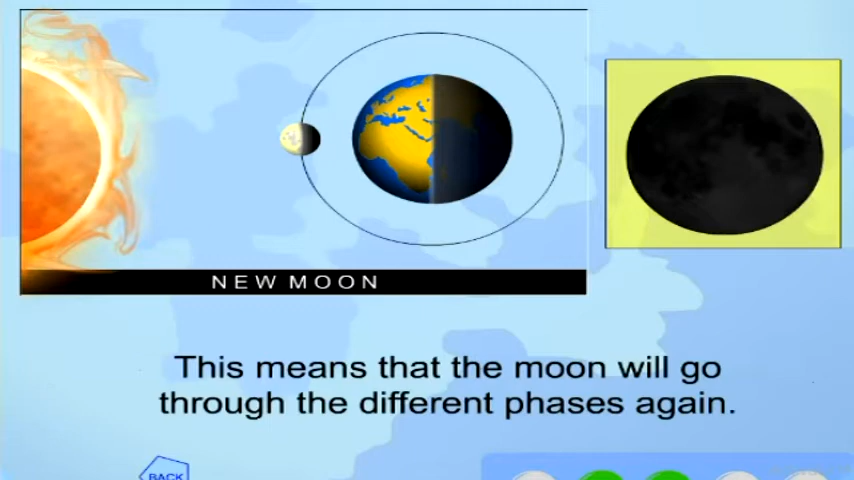 NEW MOON
This means that the moon will go
through the different phases again.
BACK